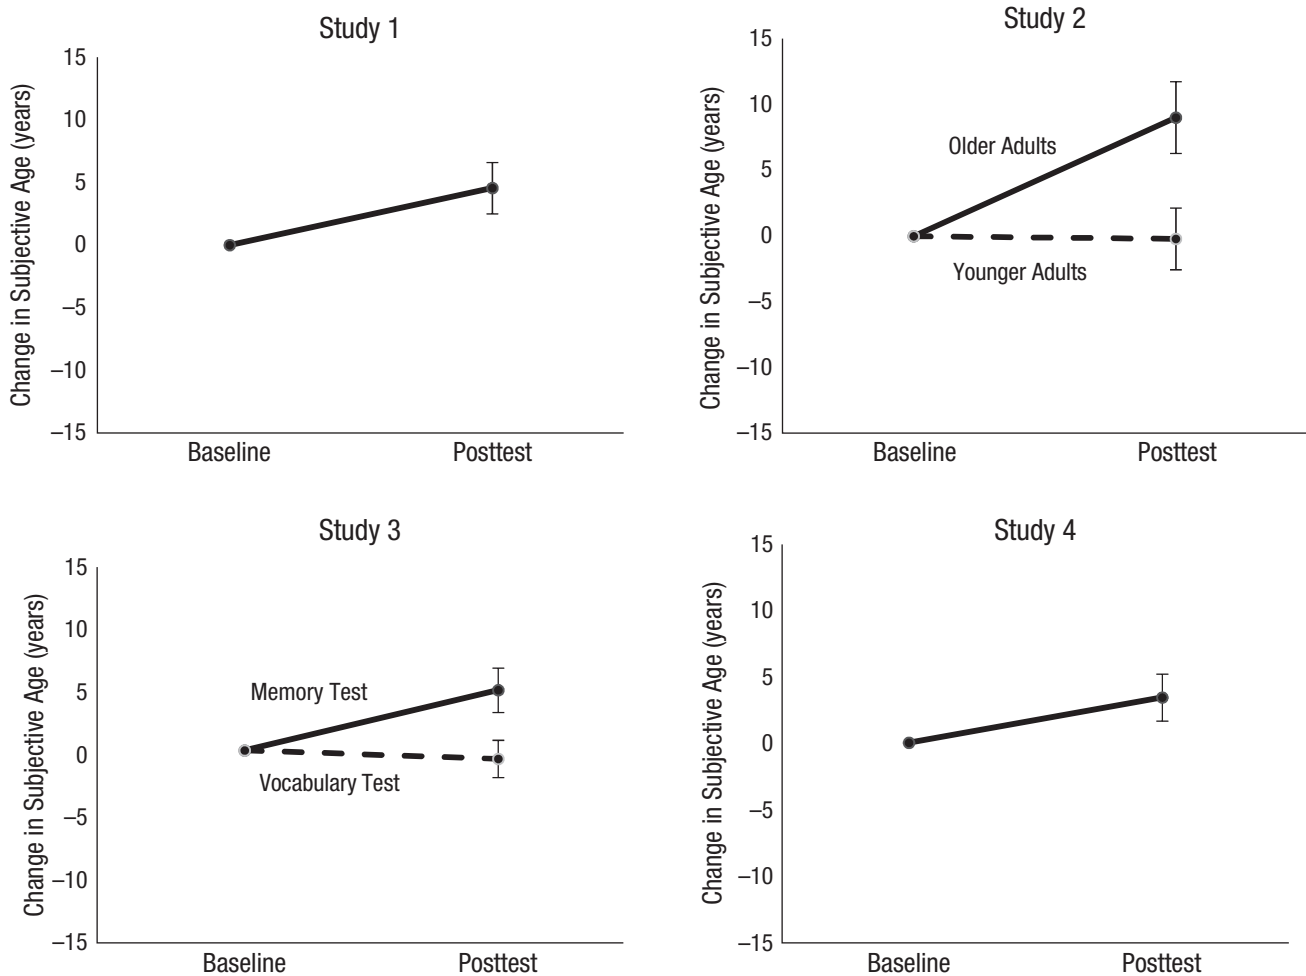 Study 1
Change in Subjective Age (years)
15
10
5
0
–5
–10
–15
Baseline Posttest
Study 2
Change in Subjective Age (years)
15
10
5
0
–5
–10
–15
Older Adults
Younger Adults
Baseline Posttest
Study 3
Change in Subjective Age (years)
15
10
5
0
–5
–10
–15
Memory Test
Vocabulary Test
Baseline Posttest
Study 4
Change in Subjective Age (years)
15
10
5
0
–5
–10
–15
Baseline Posttest